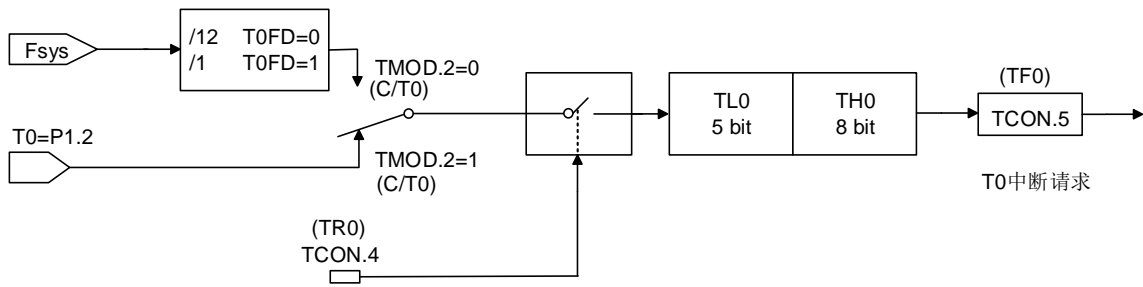 Fsys
/12 T0FD=0
/1 T0FD=1
TMOD.2=0
(C/T0)
T0=P1.2
TMOD.2=1
(C/T0)
(TR0)
TCON.4
TL0
5 bit
TH0
8 bit
(TF0)
TCON.5
T0中断请求